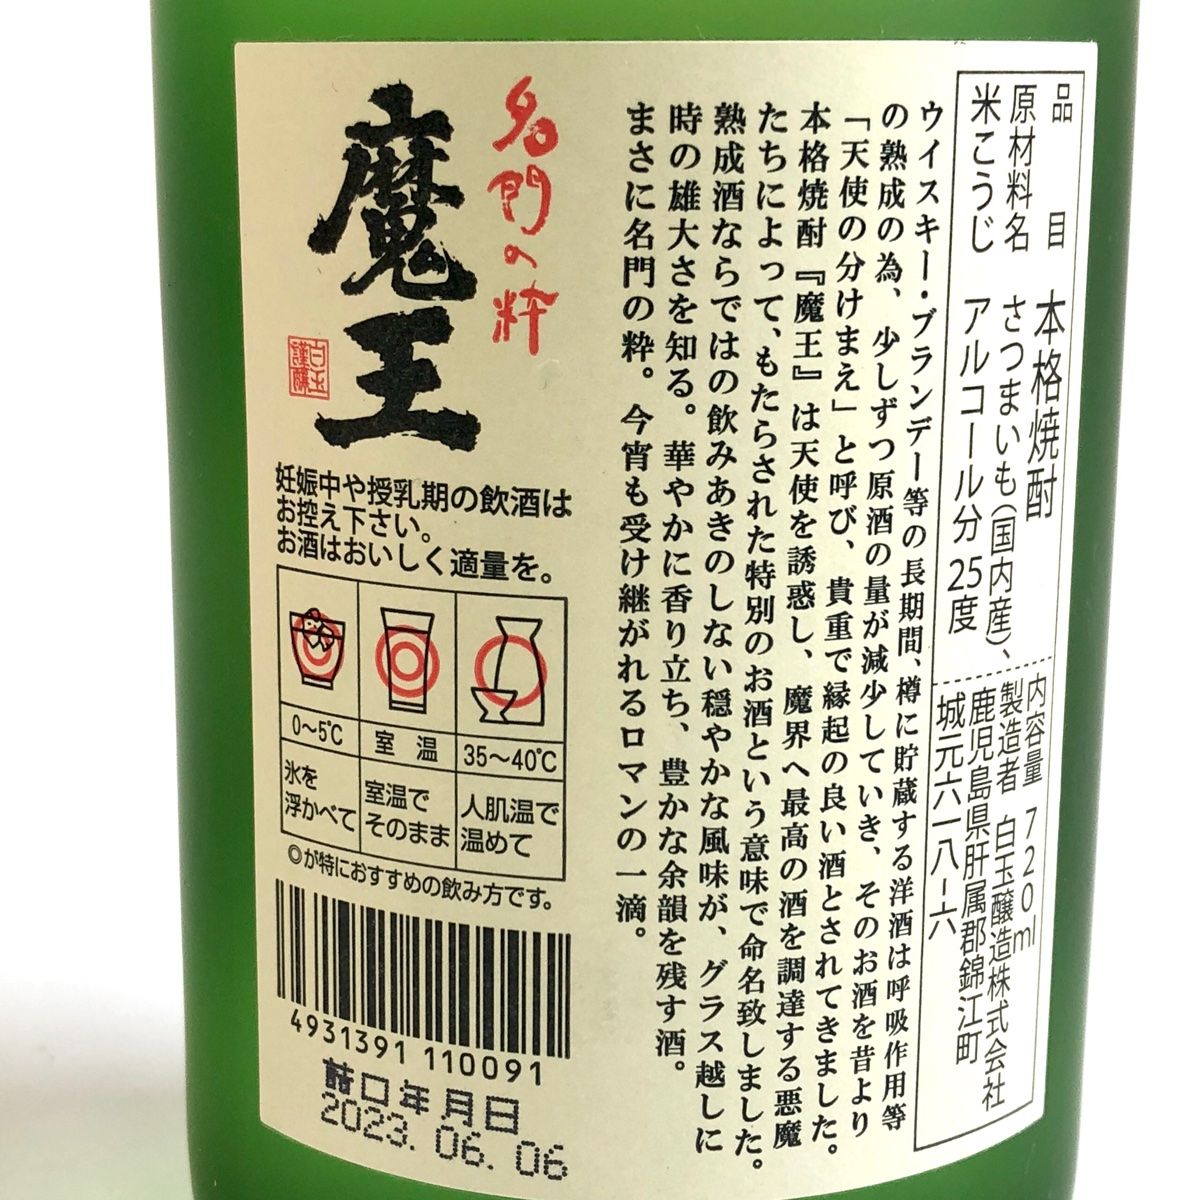 品目 本格焼酎
原材料名 さつまいも(国内産)、
米こうじ アルコール分 25度
内容量 720ml
製造者 白玉醸造株式会社
鹿児島県肝属郡錦江町
城元六一八-六
ウイスキー・ブランデー等の長期間、樽に貯蔵する洋酒は呼吸作用等
の熟成の為、少しずつ原酒の量が減少していき、そのお酒を昔より
「天使の分けまえ」と呼び、貴重で縁起の良い酒とされてきました。
本格焼酎『魔王』は天使を誘惑し、魔界へ最高の酒を調達する悪魔
たちによって、もたらされた特別のお酒という意味で命名致しました。
熟成酒ならではの飲みあきのしない穏やかな風味が、グラス越しに
時の雄大さを知る。華やかに香り立ち、豊かな余韻を残す酒。
まさに名門の粋。今宵も受け継がれるロマンの一滴。
名門の粋
魔王
白玉
謹醸
妊娠中や授乳期の飲酒は
お控え下さい。
お酒はおいしく適量を。
0〜5℃ 室温 35〜40℃
氷を
浮かべて
室温で
そのまま
人肌温で
温めて
◎が特におすすめの飲み方です。
4931391 110091
詰口年月日
2023. 06. 06